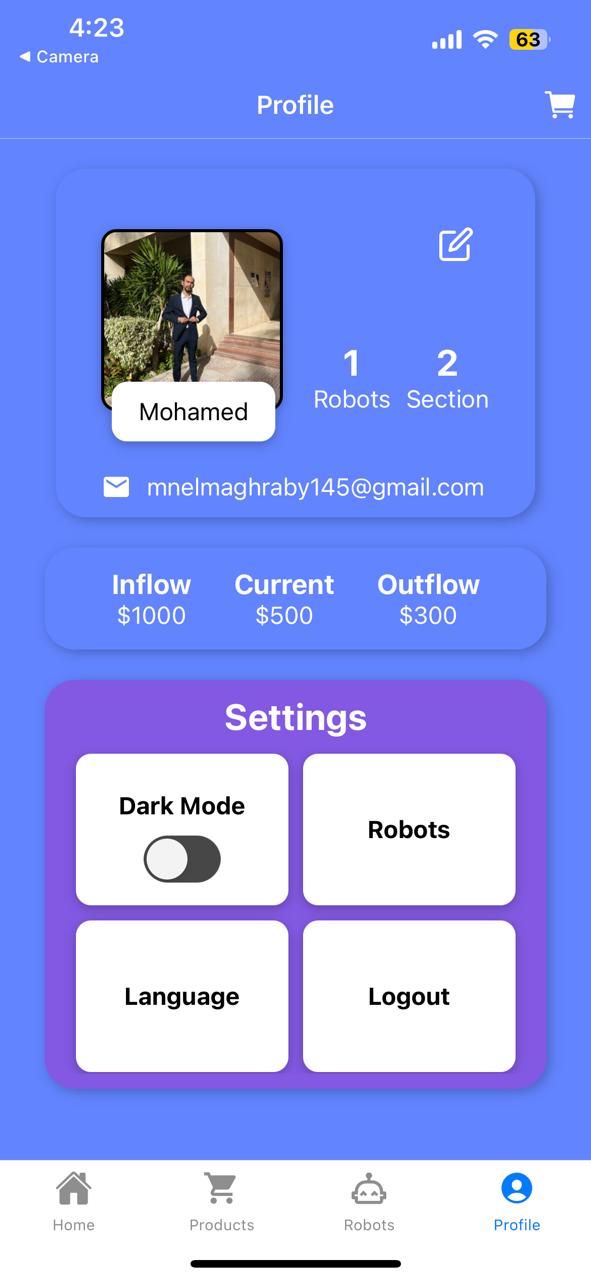 4:23
63
◀ Camera
Profile
1 2
Robots Section
Mohamed
mnelmaghraby145@gmail.com
Inflow Current Outflow
$1000 $500 $300
Settings
Dark Mode
Robots
Language
Logout
Home Products Robots Profile